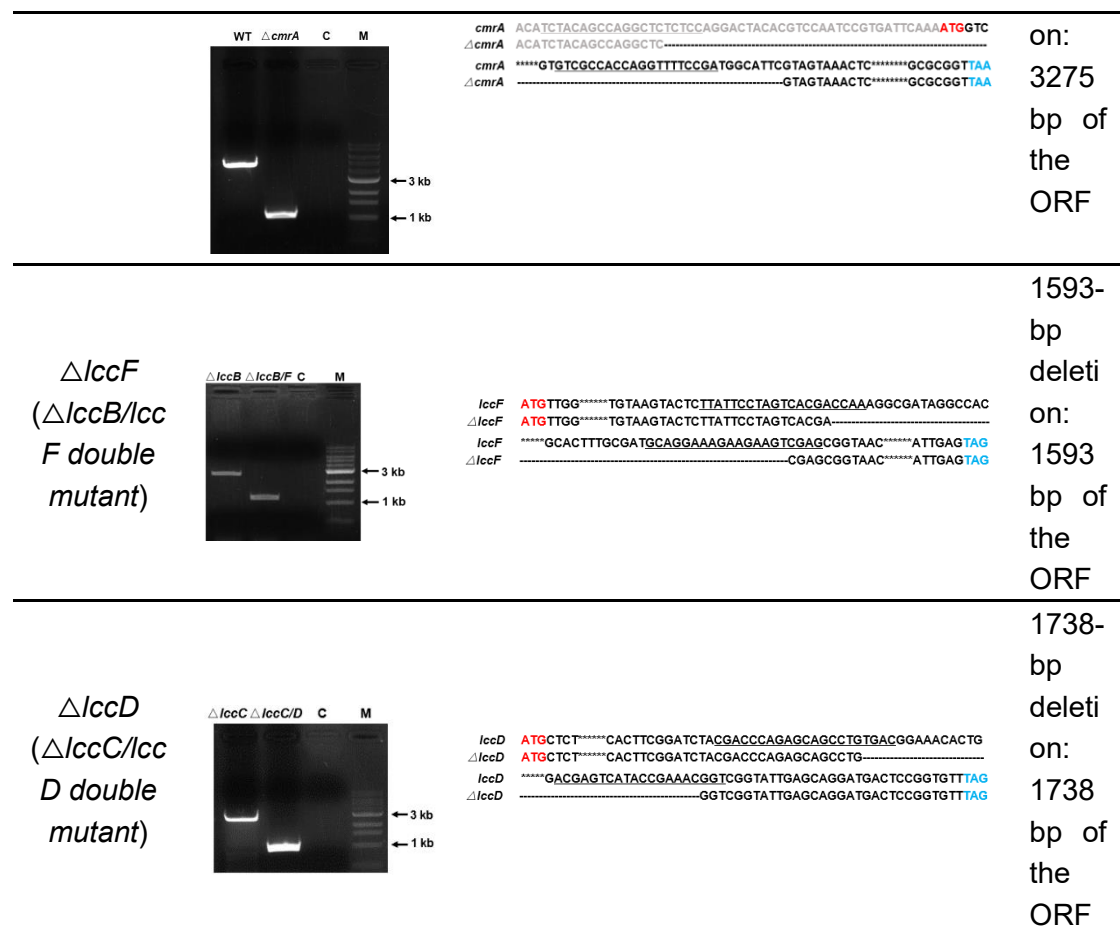 WT △cmrA C M
← 3 kb
← 1 kb
cmrA ACATCTACAGCCAGGCTCTCTCCAGGACTACACGTCCAATCCGTGATTCAAAATGGTC
△cmrA ACATCTACAGCCAGGCTC----------------------------------------
cmrA *****GTGTCGCCACCAGGTTTTCCGATGGCATTCGTAGTAAACTC********GCGCGGTTAA
△cmrA ----------------------------------GTAGTAAACTC********GCGCGGTTAA
on:
3275
bp of
the
ORF
△lccF
(△lccB/lcc
F double
mutant)
△lccB △lccB/F C M
← 3 kb
← 1 kb
lccF ATGTTGG******TGTAAGTACTCTTATTCCTAGTCACGACCAAAGGCGATAGGCCAC
△lccF ATGTTGG******TGTAAGTACTCTTATTCCTAGTCACGA------------------
lccF *****GCACTTTGCGATGCAGGAAAGAAGAAGTCGAGCGGTAAC******ATTGAGTAG
△lccF ---------------------------------CGAGCGGTAAC******ATTGAGTAG
1593-
bp
deleti
on:
1593
bp of
the
ORF
△lccD
(△lccC/lcc
D double
mutant)
△lccC △lccC/D C M
← 3 kb
← 1 kb
lccD ATGCTCT******CACTTCGGATCTACGACCCAGAGCAGCCTGTGACGGAAACACTG
△lccD ATGCTCT******CACTTCGGATCTACGACCCAGAGCAGCCTG--------------
lccD *****GACGAGTCATACCGAAACGGTCGGTATTGAGCAGGATGACTCCGGTGTTTAG
△lccD ----------------------GGTCGGTATTGAGCAGGATGACTCCGGTGTTTAG
1738-
bp
deleti
on:
1738
bp of
the
ORF